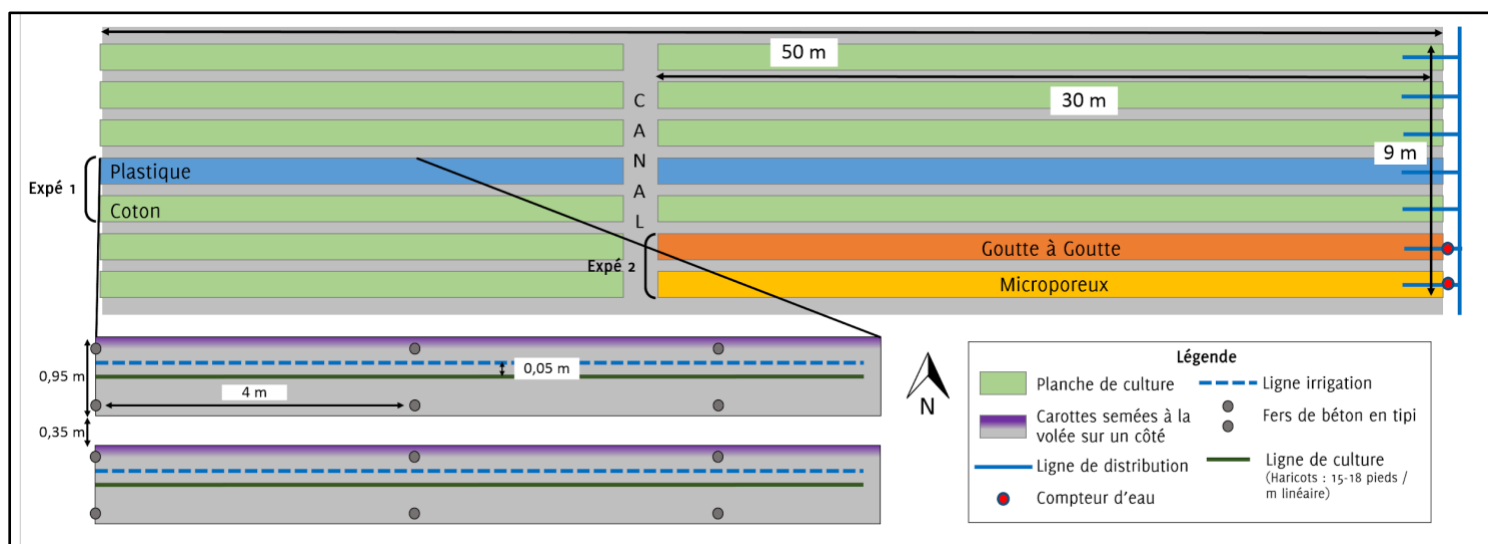 50 m
30 m
9 m
CANAL
Expé 1
Plastique
Coton
Expé 2
Goutte à Goutte
Microporeux
0,95 m
0,05 m
4 m
0,35 m
N
Légende
Planche de culture
Carottes semées à la
volée sur un côté
Ligne de distribution
Compteur d'eau
Ligne irrigation
Fers de béton en tipi
Ligne de culture
(Haricots : 15-18 pieds /
m linéaire)